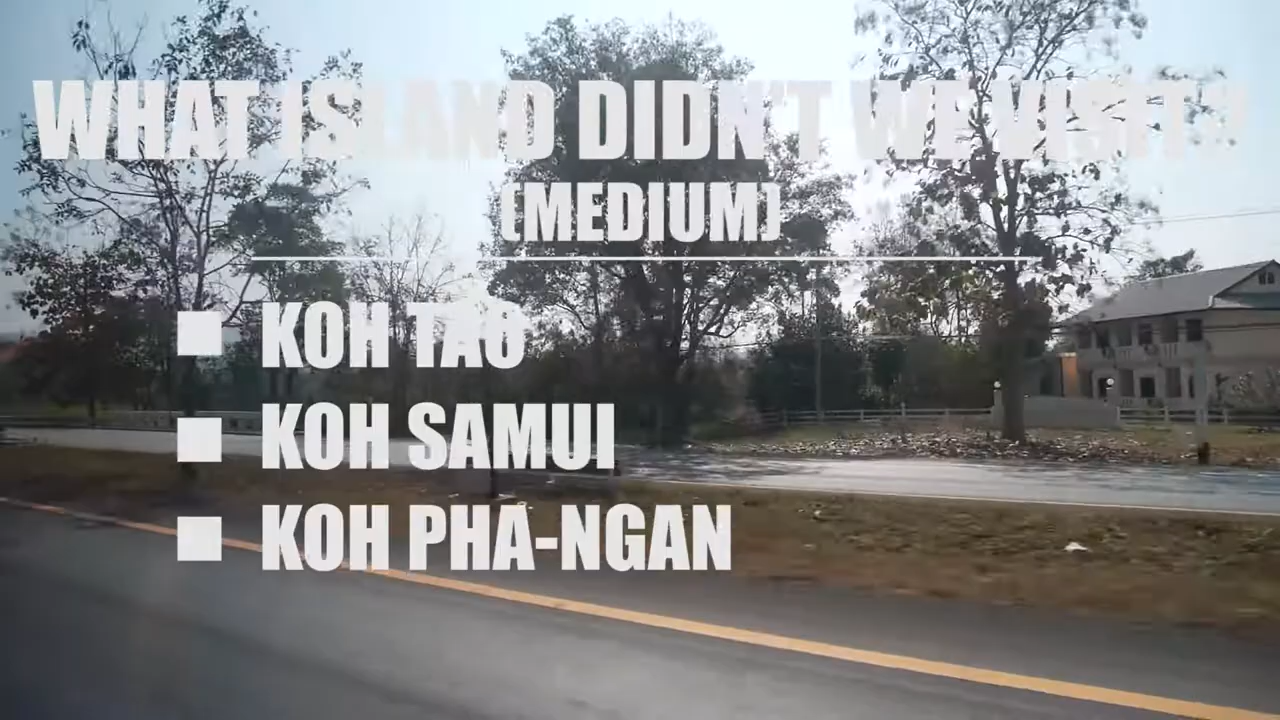 WHAT ISLAND DIDN'T WE VISIT?
(MEDIUM)
KOH TAO
KOH SAMUI
KOH PHA-NGAN